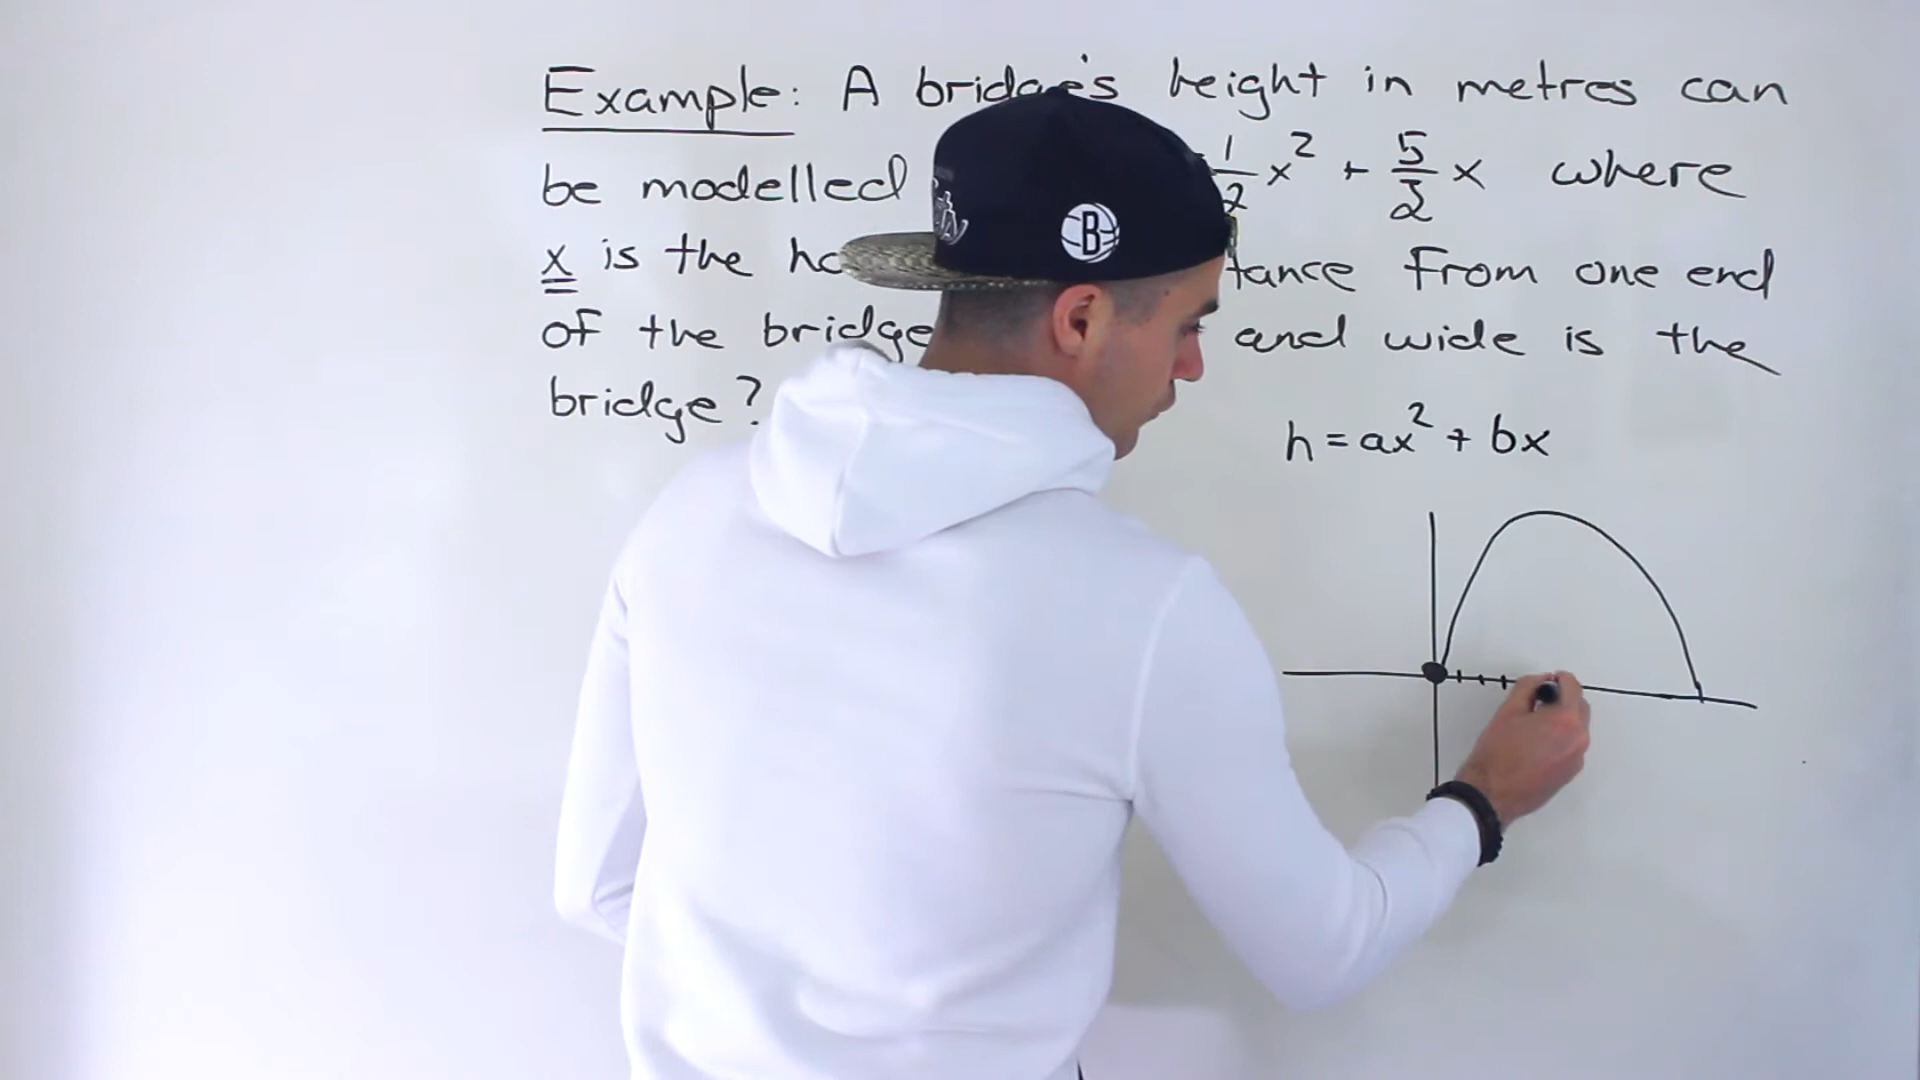 Example: A bridge's height in metres can
be modelled 1/2 x² + 5/2 x where
x is the from one end
of the bridge and wide is the
bridge?
h = ax² + bx
B